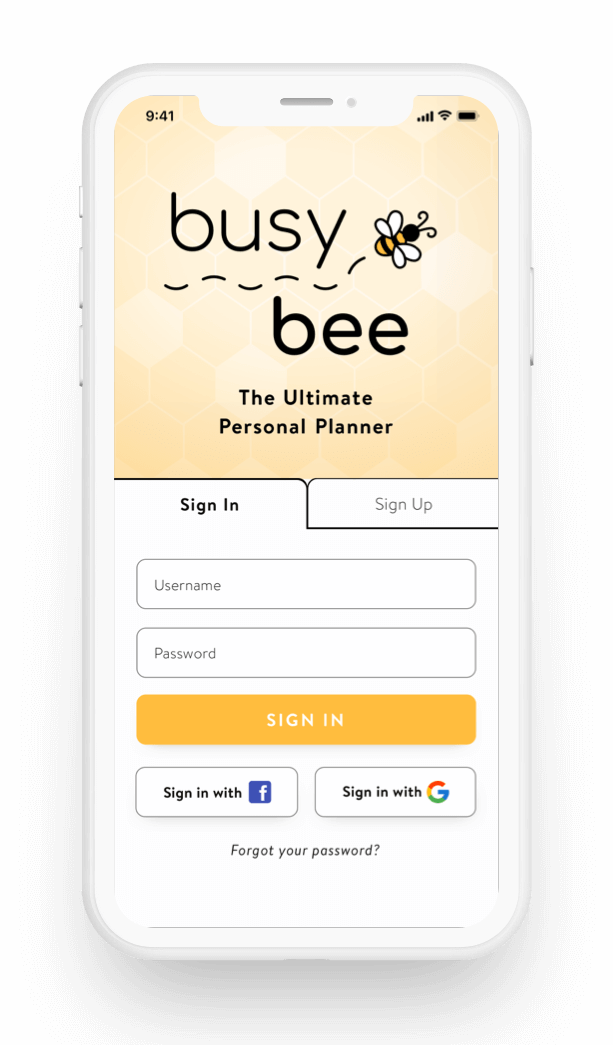 9:41
busy
bee
The Ultimate
Personal Planner
Sign In
Sign Up
Username
Password
SIGN IN
Sign in with
Sign in with
Forgot your password?